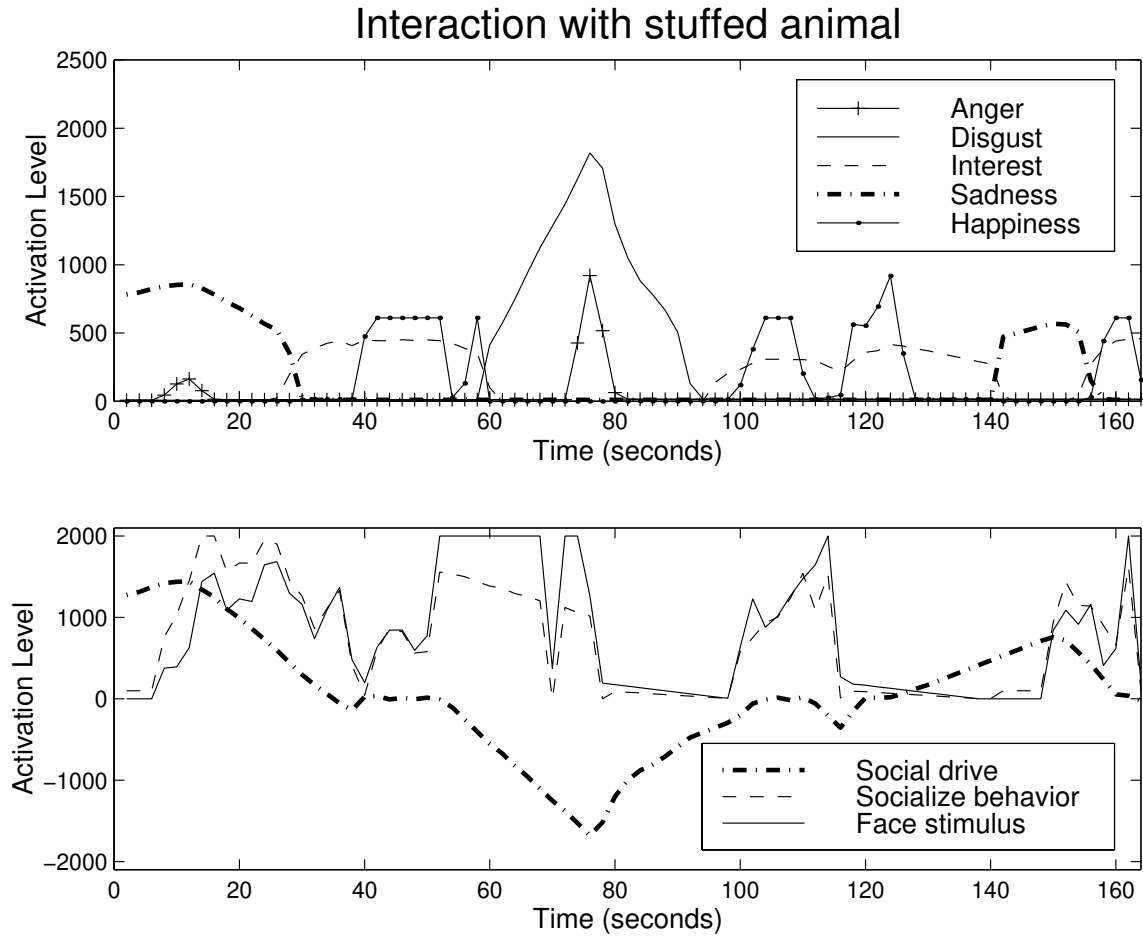 Interaction with stuffed animal
2500
2000
1500
1000
500
0
Activation Level
Anger
Disgust
Interest
Sadness
Happiness
0 20 40 60 80 100 120 140 160
Time (seconds)
2000
1000
0
−1000
−2000
Activation Level
Social drive
Socialize behavior
Face stimulus
0 20 40 60 80 100 120 140 160
Time (seconds)